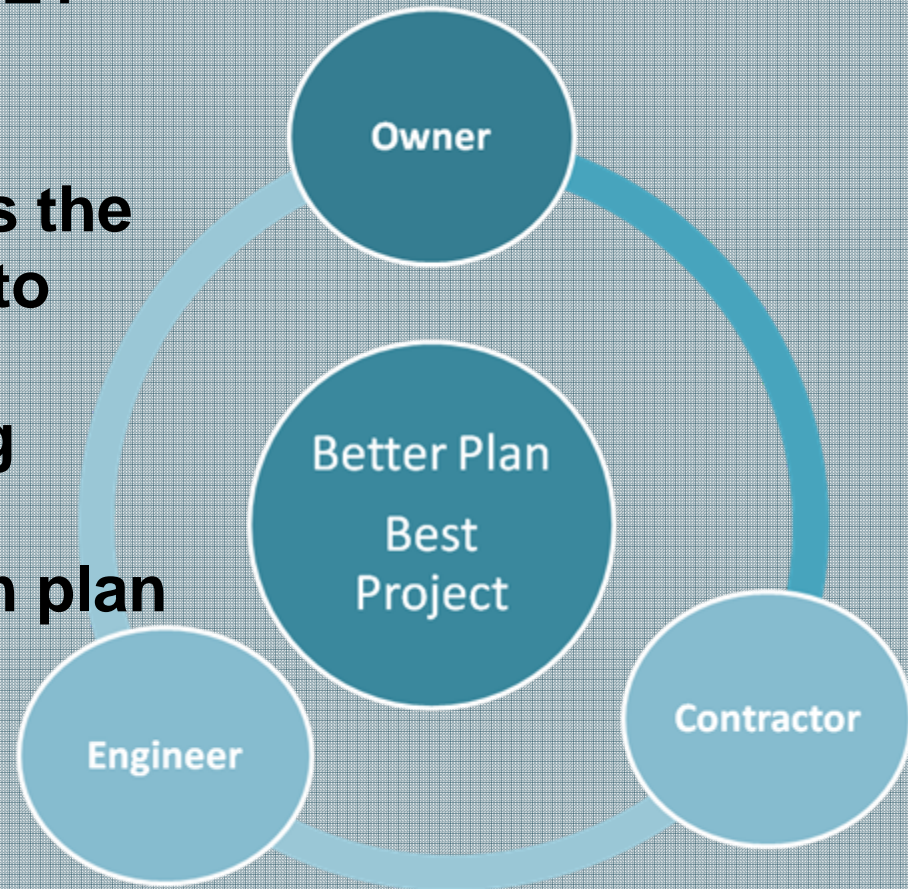 Owner
s the
to
g
n plan
Better Plan
Best
Project
Engineer
Contractor